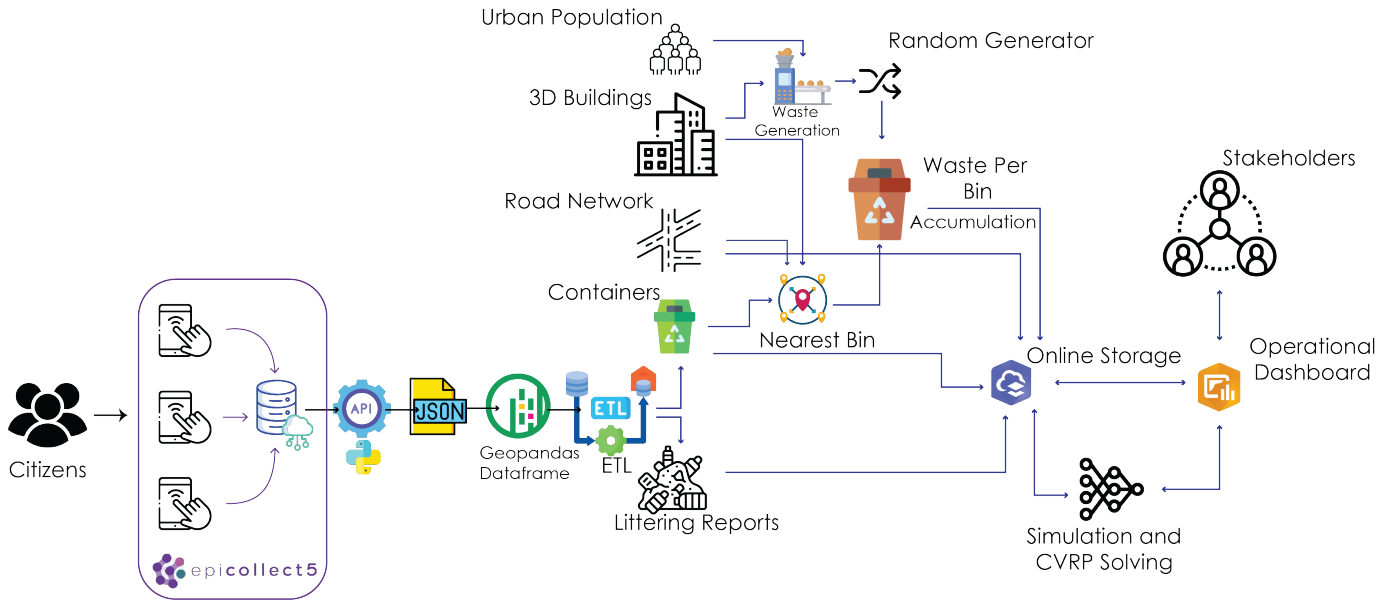 Urban Population
Random Generator
3D Buildings
Waste
Generation
Waste Per
Bin
Accumulation
Stakeholders
Road Network
Containers
Nearest Bin
Online Storage
Operational
Dashboard
API
JSON
ETL
Geopandas
Dataframe
ETL
Citizens
Littering Reports
Simulation and
CVRP Solving
epicollect5